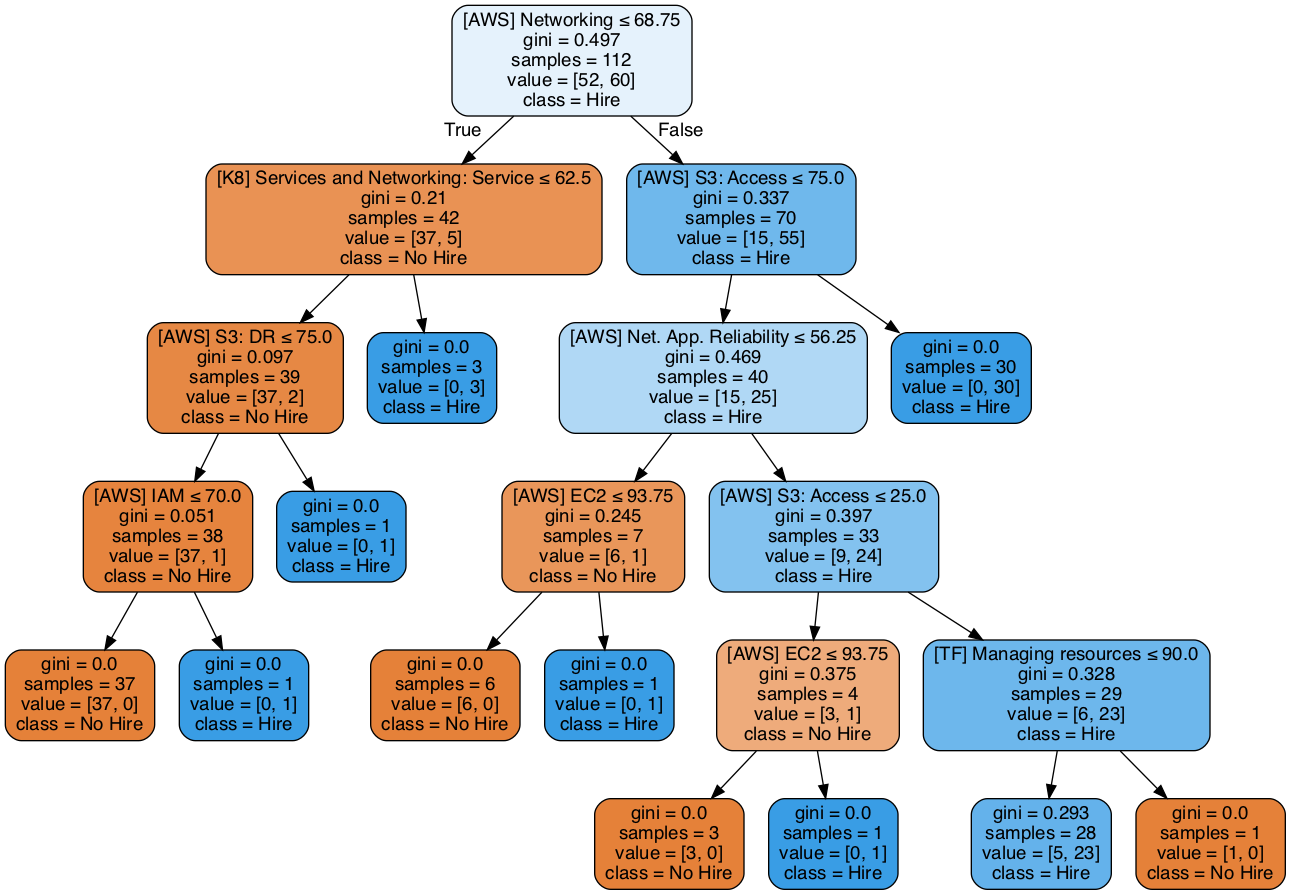 [AWS] Networking ≤ 68.75
gini = 0.497
samples = 112
value = [52, 60]
class = Hire
True
False
[K8] Services and Networking: Service ≤ 62.5
gini = 0.21
samples = 42
value = [37, 5]
class = No Hire
[AWS] S3: Access ≤ 75.0
gini = 0.337
samples = 70
value = [15, 55]
class = Hire
[AWS] S3: DR ≤ 75.0
gini = 0.097
samples = 39
value = [37, 2]
class = No Hire
gini = 0.0
samples = 3
value = [0, 3]
class = Hire
[AWS] Net. App. Reliability ≤ 56.25
gini = 0.469
samples = 40
value = [15, 25]
class = Hire
gini = 0.0
samples = 30
value = [0, 30]
class = Hire
[AWS] IAM ≤ 70.0
gini = 0.051
samples = 38
value = [37, 1]
class = No Hire
gini = 0.0
samples = 1
value = [0, 1]
class = Hire
[AWS] EC2 ≤ 93.75
gini = 0.245
samples = 7
value = [6, 1]
class = No Hire
[AWS] S3: Access ≤ 25.0
gini = 0.397
samples = 33
value = [9, 24]
class = Hire
gini = 0.0
samples = 37
value = [37, 0]
class = No Hire
gini = 0.0
samples = 1
value = [0, 1]
class = Hire
gini = 0.0
samples = 6
value = [6, 0]
class = No Hire
gini = 0.0
samples = 1
value = [0, 1]
class = Hire
[AWS] EC2 ≤ 93.75
gini = 0.375
samples = 4
value = [3, 1]
class = No Hire
[TF] Managing resources ≤ 90.0
gini = 0.328
samples = 29
value = [6, 23]
class = Hire
gini = 0.0
samples = 3
value = [3, 0]
class = No Hire
gini = 0.0
samples = 1
value = [0, 1]
class = Hire
gini = 0.293
samples = 28
value = [5, 23]
class = Hire
gini = 0.0
samples = 1
value = [1, 0]
class = No Hire